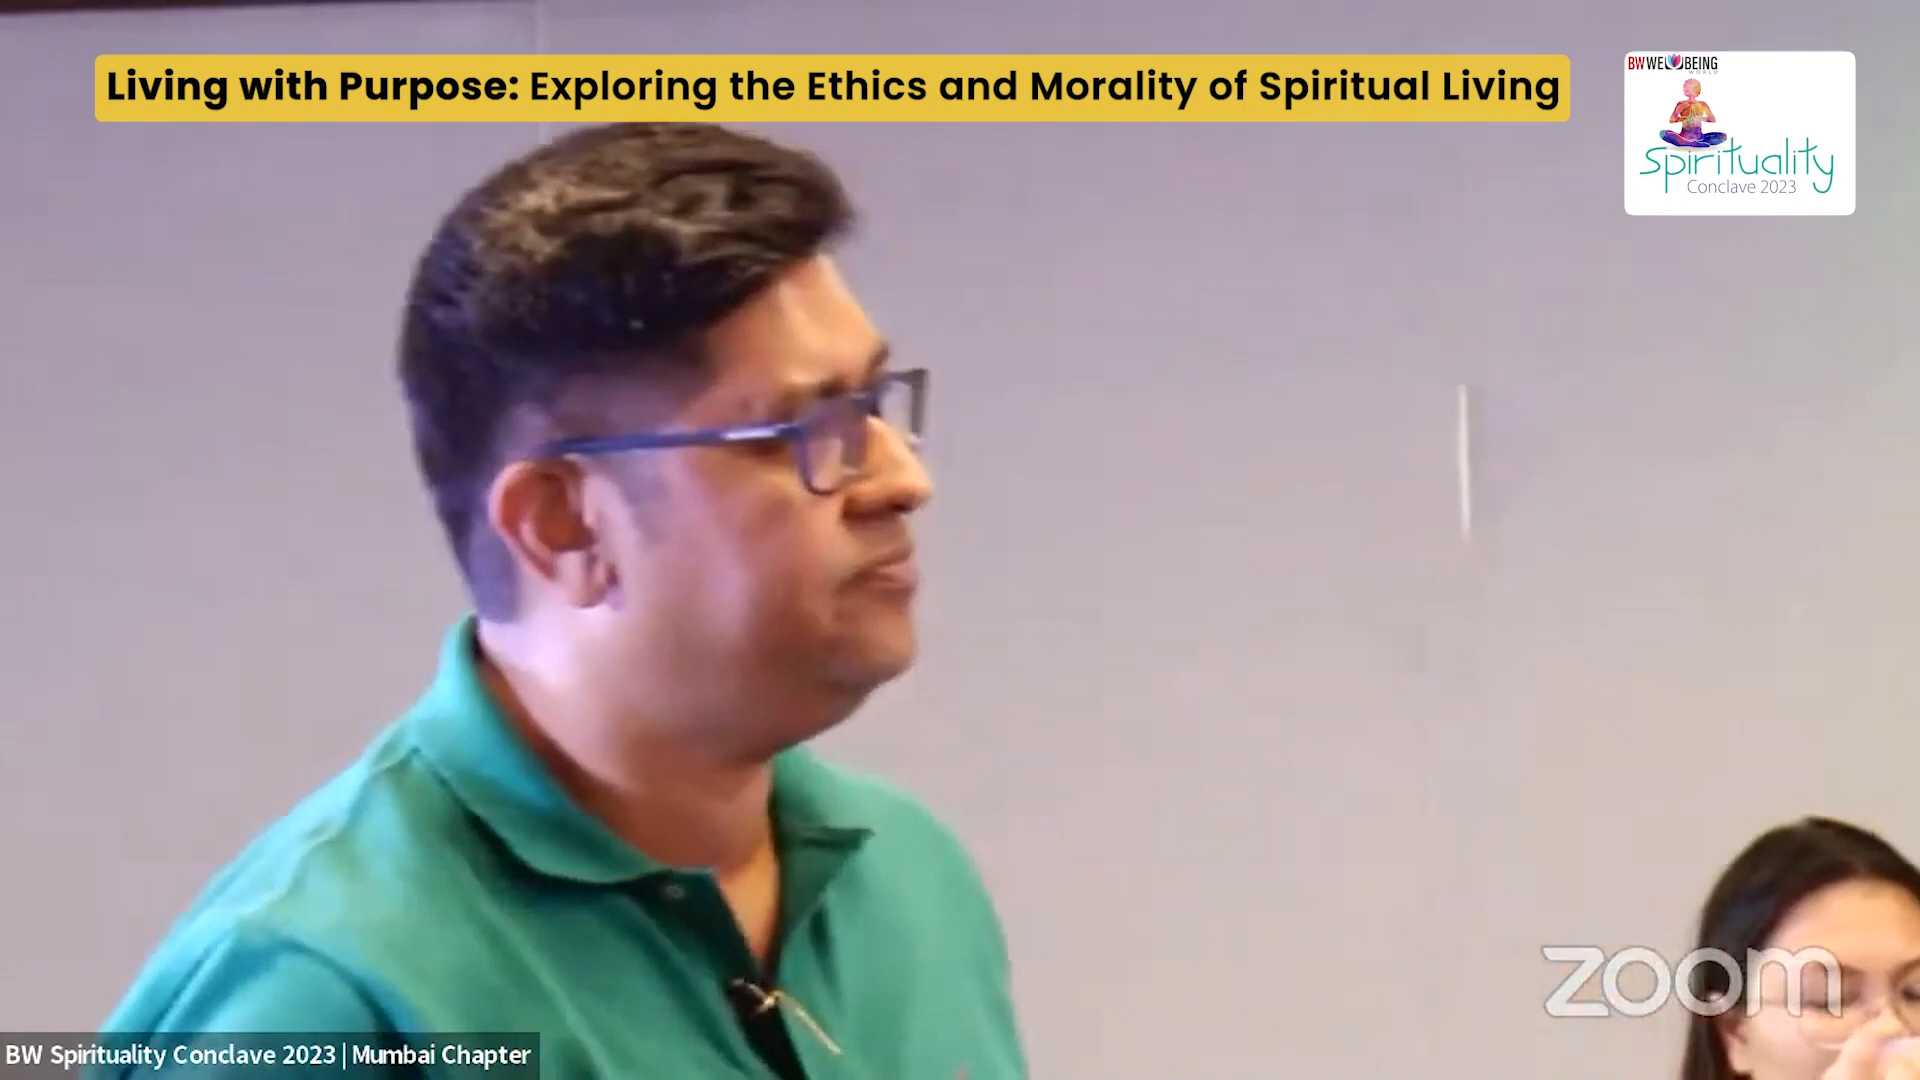 Living with Purpose: Exploring the Ethics and Morality of Spiritual Living
BW WELLBEING
WORLD
Spirituality
Conclave 2023
zoom
BW Spirituality Conclave 2023 | Mumbai Chapter